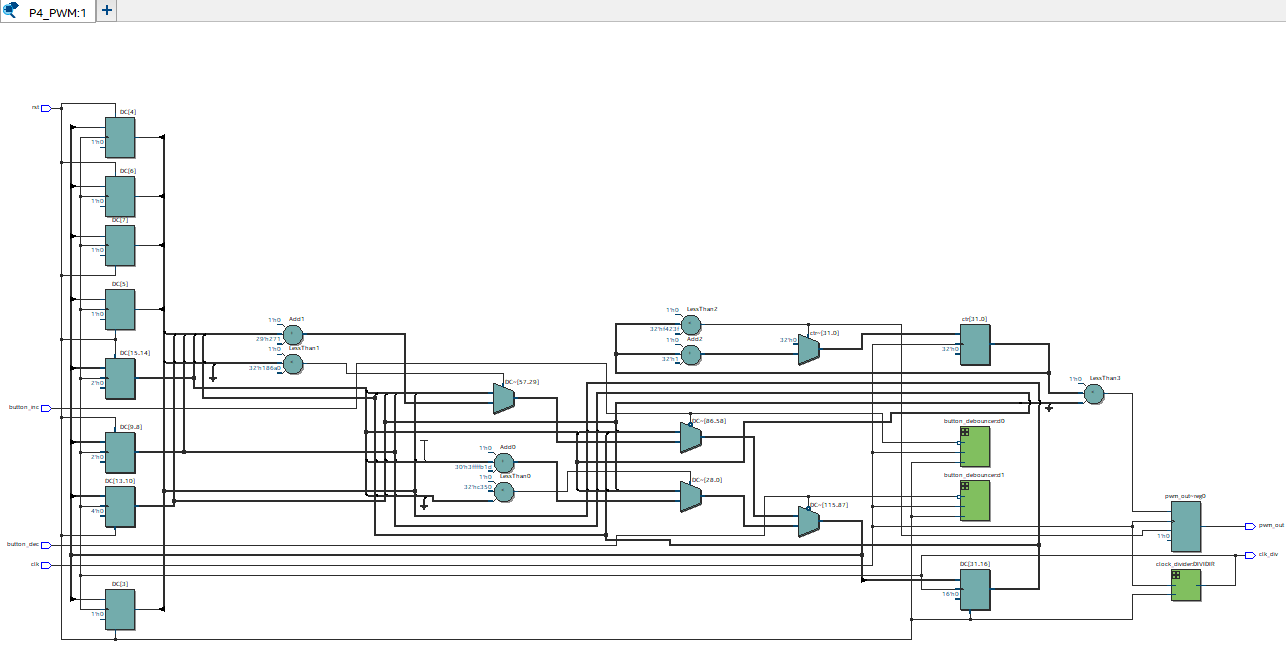 P4_PWM:1
rst
DC[4]
1'h0
DC[6]
1'h0
DC[7]
1'h0
DC[5]
1'h0
DC[15..14]
2'h0
button_inc
DC[9..8]
2'h0
DC[13..10]
4'h0
button_dec
clk
DC[3]
1'h0
Add1
1'h0
29'h271
LessThan1
1'h0
32'h186a0
DC~[57..29]
Add0
1'h0
30'h3ffffb1d
LessThan0
1'h0
32'hc350
LessThan2
1'h0
32'hf423f
Add2
1'h0
32'h1
ctr~[31..0]
32'h0
ctr[31..0]
32'h0
DC~[86..58]
DC~[28..0]
DC~[115..87]
LessThan3
1'h0
button_debouncer:d0
button_debouncer:d1
pwm_out~reg0
1'h0
pwm_out
clk_div
clock_divider:DIVIDIR
DC[31..16]
16'h0